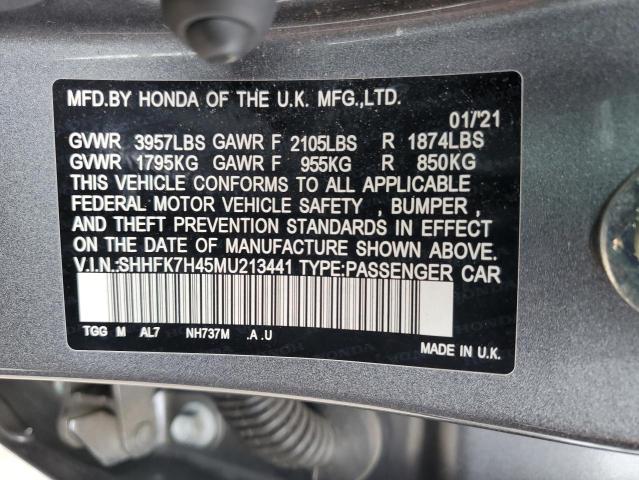 MFD.BY HONDA OF THE U.K. MFG.,LTD.
01/'21
GVWR 3957LBS GAWR F 2105LBS R 1874LBS
GVWR 1795KG GAWR F 955KG R 850KG
THIS VEHICLE CONFORMS TO ALL APPLICABLE
FEDERAL MOTOR VEHICLE SAFETY , BUMPER ,
AND THEFT PREVENTION STANDARDS IN EFFECT
ON THE DATE OF MANUFACTURE SHOWN ABOVE.
V.I.N.:SHHFK7H45MU213441 TYPE:PASSENGER CAR
TGG M AL7 NH737M .A .U
MADE IN U.K.